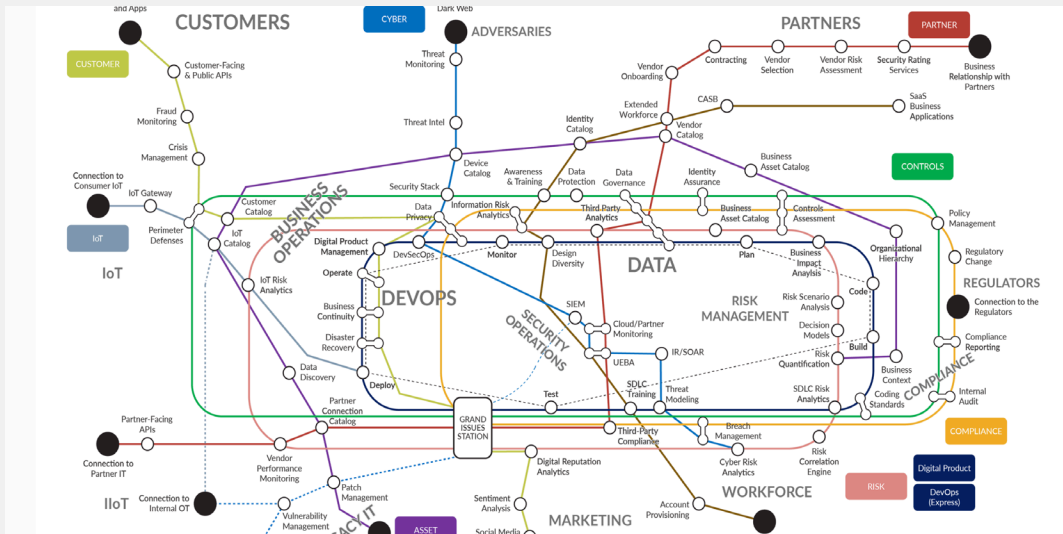 and Apps
CUSTOMERS
CYBER
Dark Web
ADVERSARIES
PARTNERS
PARTNER
CUSTOMER
Customer-Facing
& Public APIs
Threat
Monitoring
Vendor
Onboarding
Contracting
Vendor
Selection
Vendor Risk
Assessment
Security Rating
Services
Business
Relationship with
Partners
Fraud
Monitoring
Threat Intel
Extended
Workforce
CASB
SaaS
Business
Applications
Identity
Catalog
Vendor
Catalog
Crisis
Management
Device
Catalog
Business
Asset Catalog
CONTROLS
Connection to
Consumer IoT
IoT Gateway
Security Stack
Awareness
& Training
Data
Protection
Data
Governance
Identity
Assurance
Customer
Catalog
BUSINESS
OPERATIONS
Data
Privacy
Information Risk
Analytics
Third Party
Analytics
Business
Asset Catalog
Controls
Assessment
Policy
Management
Perimeter
Defenses
IoT
Catalog
IoT
IoT
Digital Product
Management
DevSecOps
Monitor
Design
Diversity
DATA
Plan
Business
Impact
Anaylsis
Organizational
Hierarchy
Regulatory
Change
Operate
DEVOPS
IoT Risk
Analytics
Code
REGULATORS
Connection to the
Regulators
Business
Continuity
SIEM
SECURITY
OPERATIONS
Cloud/Partner
Monitoring
RISK
MANAGEMENT
Risk Scenario
Analysis
Decision
Models
Disaster
Recovery
UEBA
IR/SOAR
Risk
Quantification
Build
Compliance
Reporting
Business
Context
COMPLIANCE
Data
Discovery
Deploy
Test
SDLC
Training
Threat
Modeling
SDLC Risk
Analytics
Coding
Standards
Internal
Audit
Partner
Connection
Catalog
GRAND
ISSUES
STATION
Partner-Facing
APIs
Third-Party
Compliance
Breach
Management
COMPLIANCE
Connection to
Partner IT
Vendor
Performance
Monitoring
Digital Reputation
Analytics
Cyber Risk
Analytics
Risk
Correlation
Engine
Digital Product
RISK
DevOps
(Express)
IIoT
Connection to
Internal OT
Patch
Management
Vulnerability
Management
ACY IT
ASSET
Sentiment
Analysis
Social Media
MARKETING
Account
Provisioning
WORKFORCE